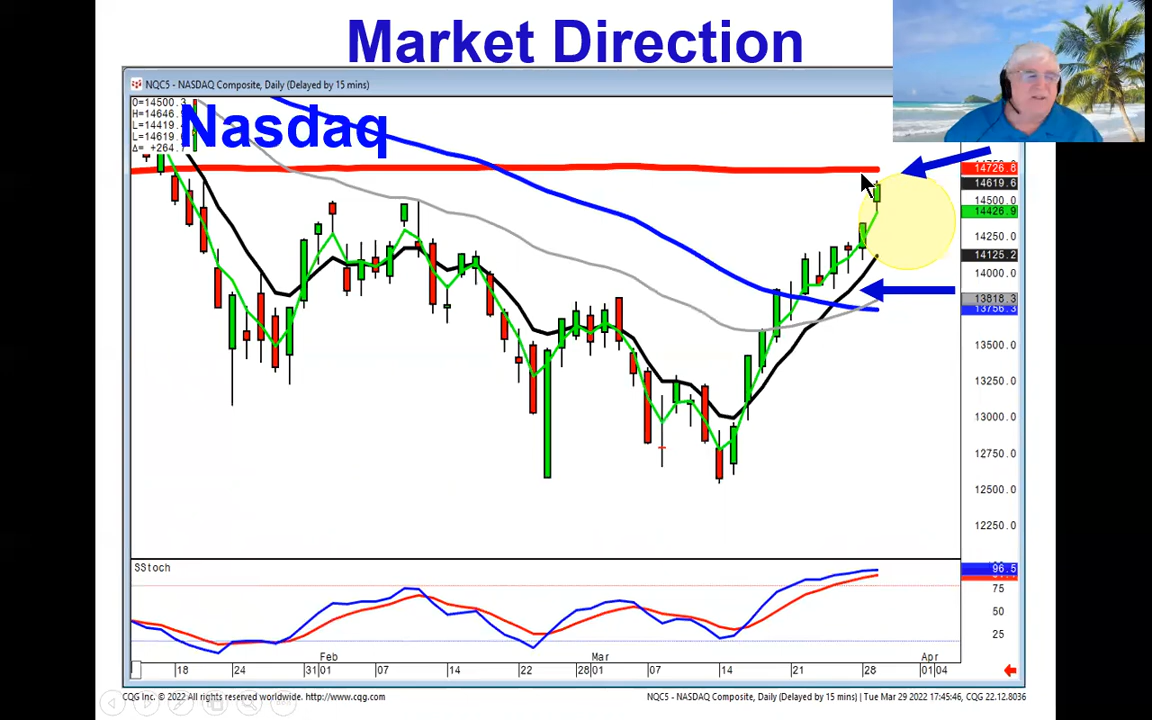 Market Direction
NQC5 - NASDAQ Composite, Daily (Delayed by 15 mins)
O=14500.3
H=14646.
L=14419.
L=14619.
Δ= +264.
Nasdaq
14726.8
14619.6
14500.0
14426.9
14250.0
14125.2
14000.0
13818.3
13756.3
13500.0
13250.0
13000.0
12750.0
12500.0
12250.0
SStoch
96.5
75
50
25
Feb
Mar
Apr
18
24
31
01
07
14
22
28
01
07
14
21
28
01
04
CQG Inc. © 2022 All rights reserved worldwide. http://www.cqg.com
NQC5 - NASDAQ Composite, Daily (Delayed by 15 mins) | Tue Mar 29 2022 17:45:46, CQG 22.12.8036